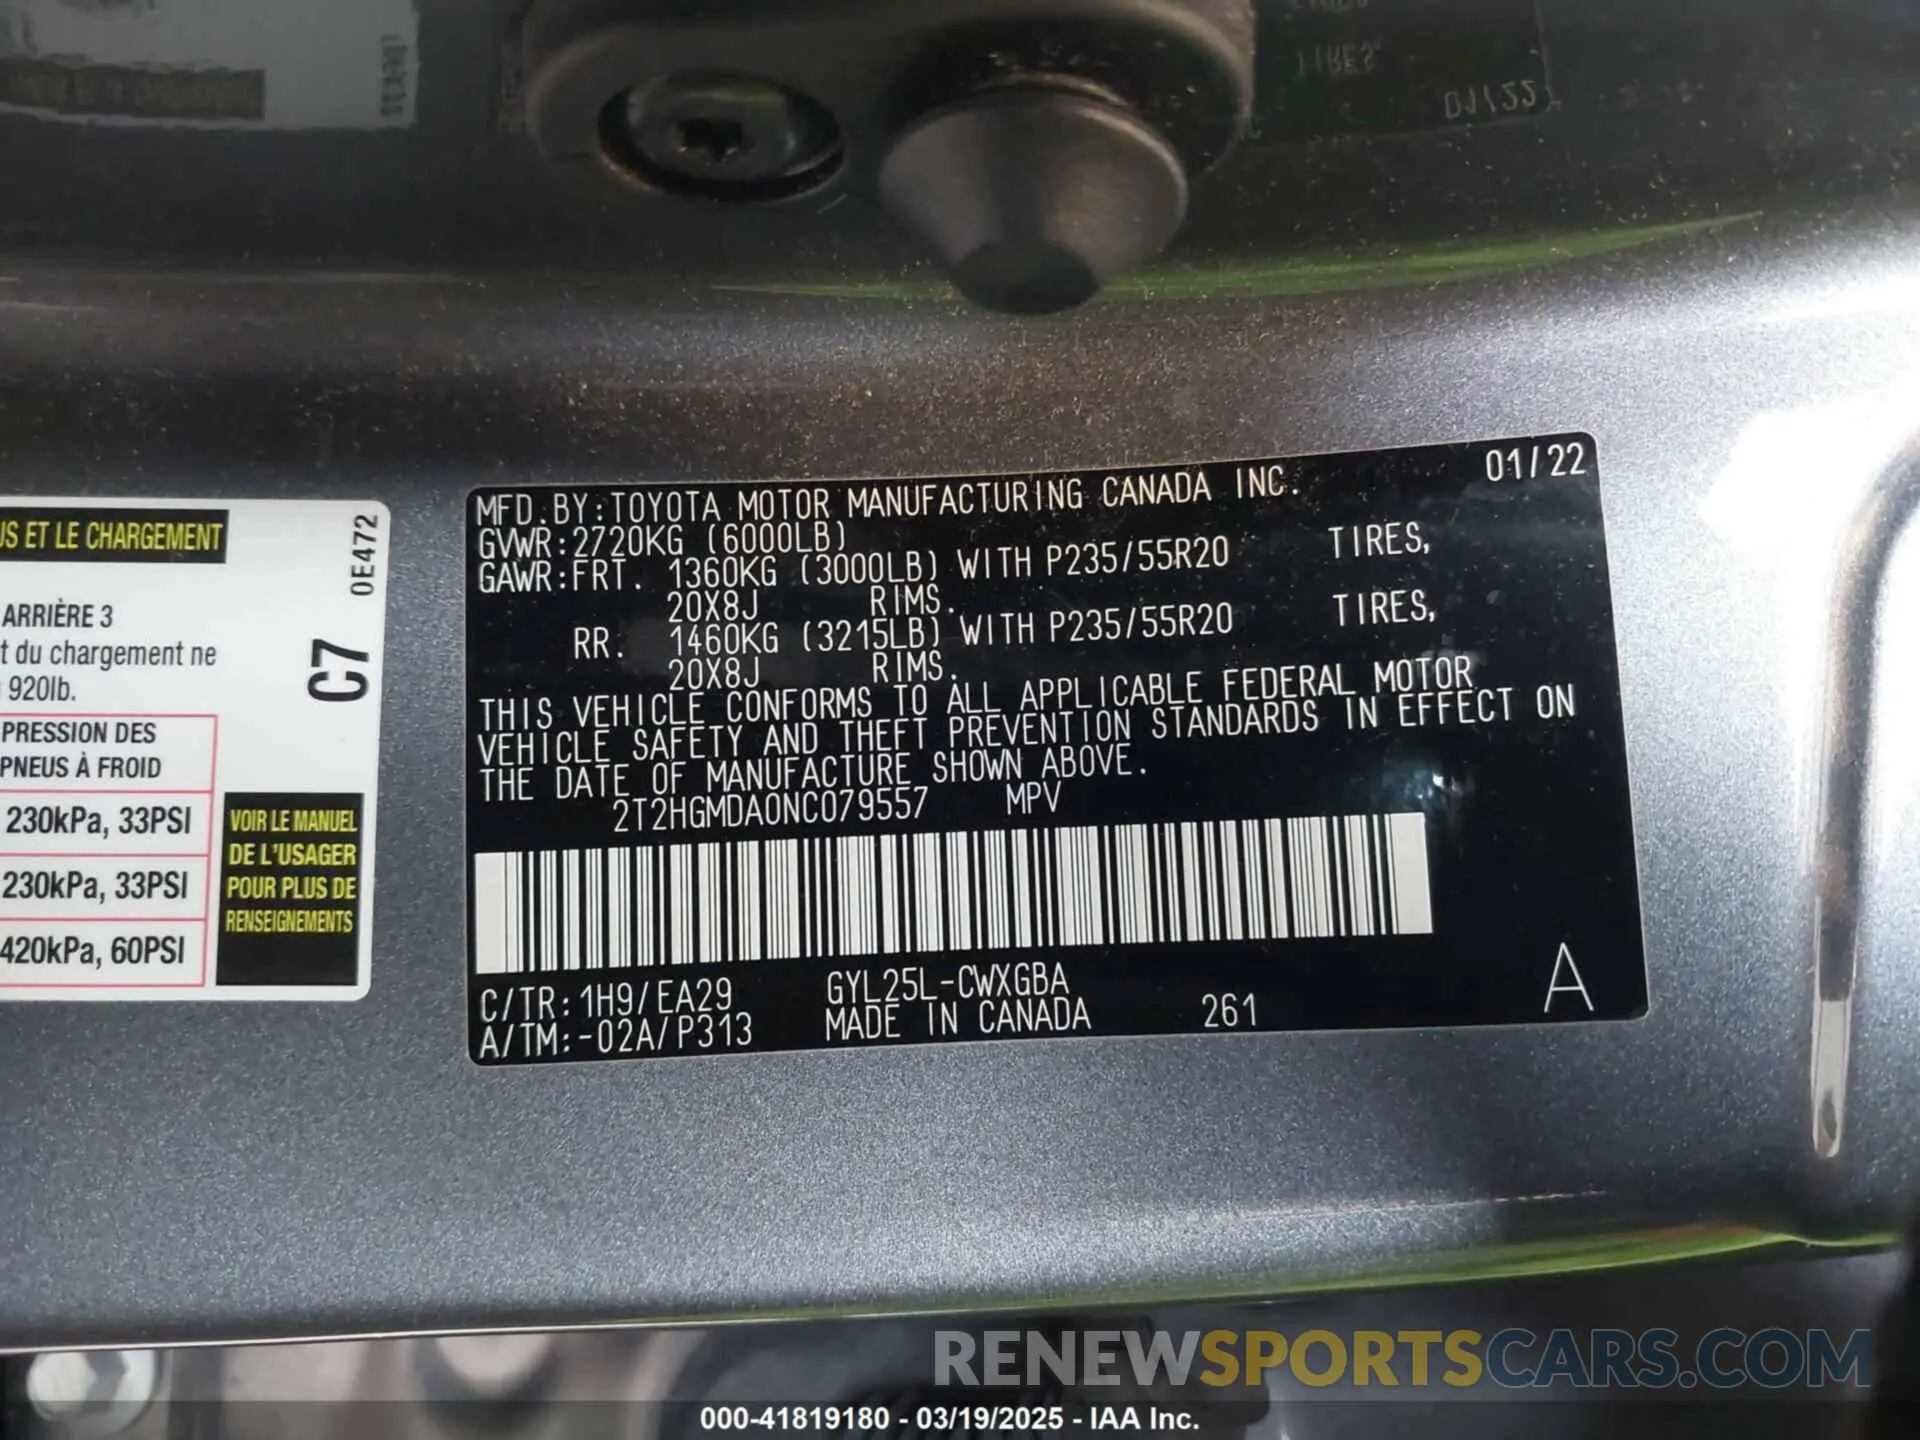 US ET LE CHARGEMENT
0E472
ARRIÈRE 3
t du chargement ne
920lb.
C7
PRESSION DES
PNEUS À FROID
230kPa, 33PSI
230kPa, 33PSI
420kPa, 60PSI
VOIR LE MANUEL
DE L'USAGER
POUR PLUS DE
RENSEIGNEMENTS
MFD.BY:TOYOTA MOTOR MANUFACTURING CANADA INC. 01/22
GVWR:2720KG (6000LB)
GAWR:FRT. 1360KG (3000LB) WITH P235/55R20 TIRES,
20X8J RIMS.
RR. 1460KG (3215LB) WITH P235/55R20 TIRES,
20X8J RIMS.
THIS VEHICLE CONFORMS TO ALL APPLICABLE FEDERAL MOTOR
VEHICLE SAFETY AND THEFT PREVENTION STANDARDS IN EFFECT ON
THE DATE OF MANUFACTURE SHOWN ABOVE.
2T2HGMDA0NC079557 MPV
C/TR:1H9/EA29 GYL25L-CWXGBA
A/TM:-02A/P313 MADE IN CANADA 261 A
RENEWSPORTSCARS.COM
000-41819180 - 03/19/2025 - IAA Inc.